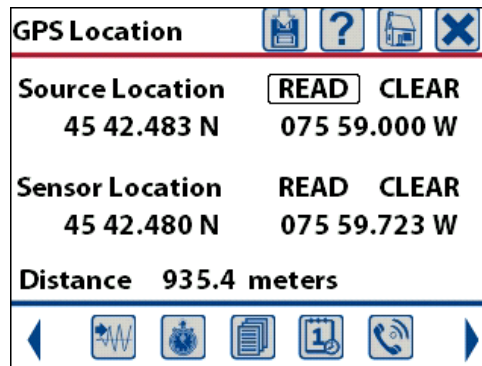 GPS Location ?
Source Location READ CLEAR
45 42.483 N 075 59.000 W
Sensor Location READ CLEAR
45 42.480 N 075 59.723 W
Distance 935.4 meters
1